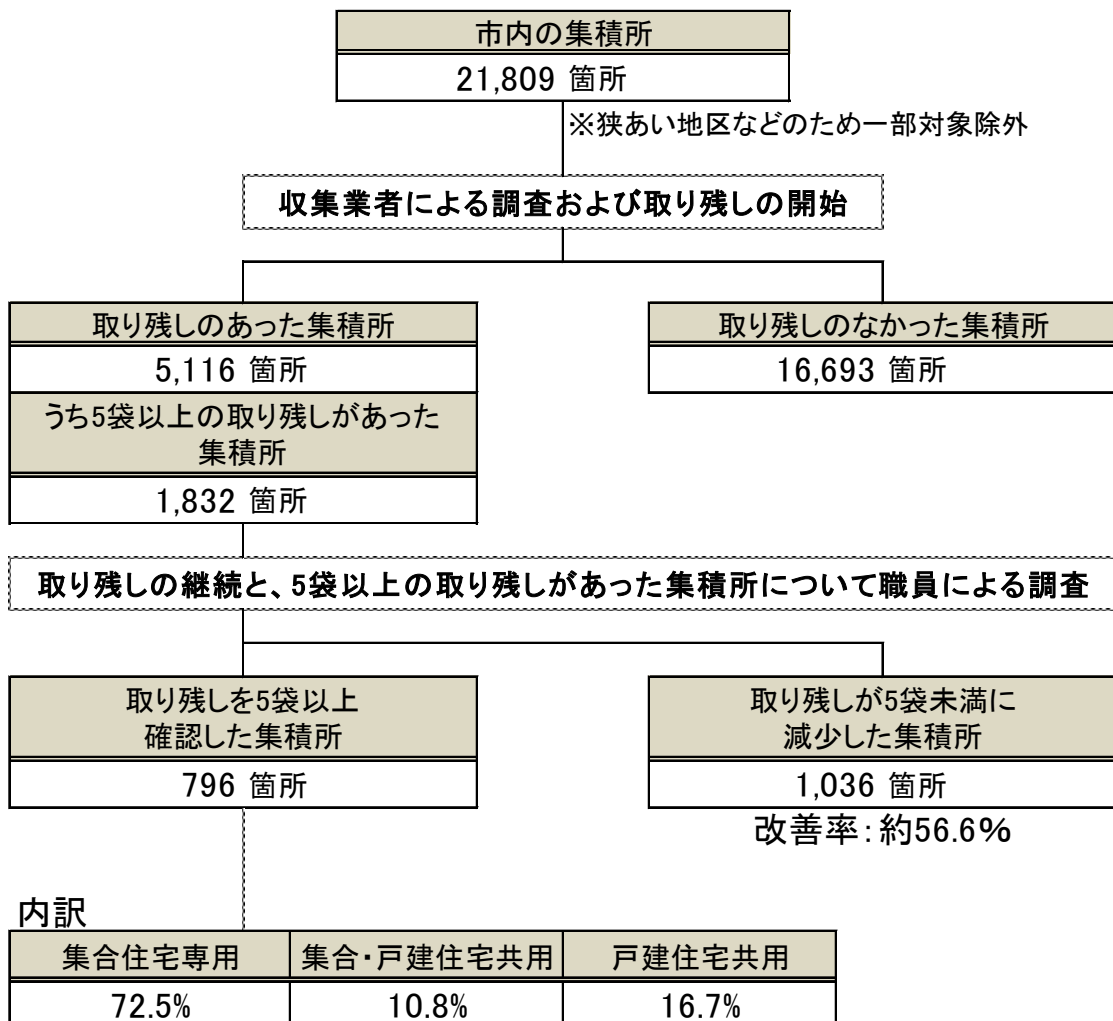 市内の集積所
21,809 箇所
※狭あい地区などのため一部対象除外
収集業者による調査および取り残しの開始
取り残しのあった集積所
取り残しのなかった集積所
5,116 箇所
16,693 箇所
うち5袋以上の取り残しがあった
集積所
1,832 箇所
取り残しの継続と、5袋以上の取り残しがあった集積所について職員による調査
取り残しを5袋以上
確認した集積所
796 箇所
取り残しが5袋未満に
減少した集積所
1,036 箇所
改善率:約56.6%
内訳
集合住宅専用 集合・戸建住宅共用 戸建住宅共用
72.5% 10.8% 16.7%